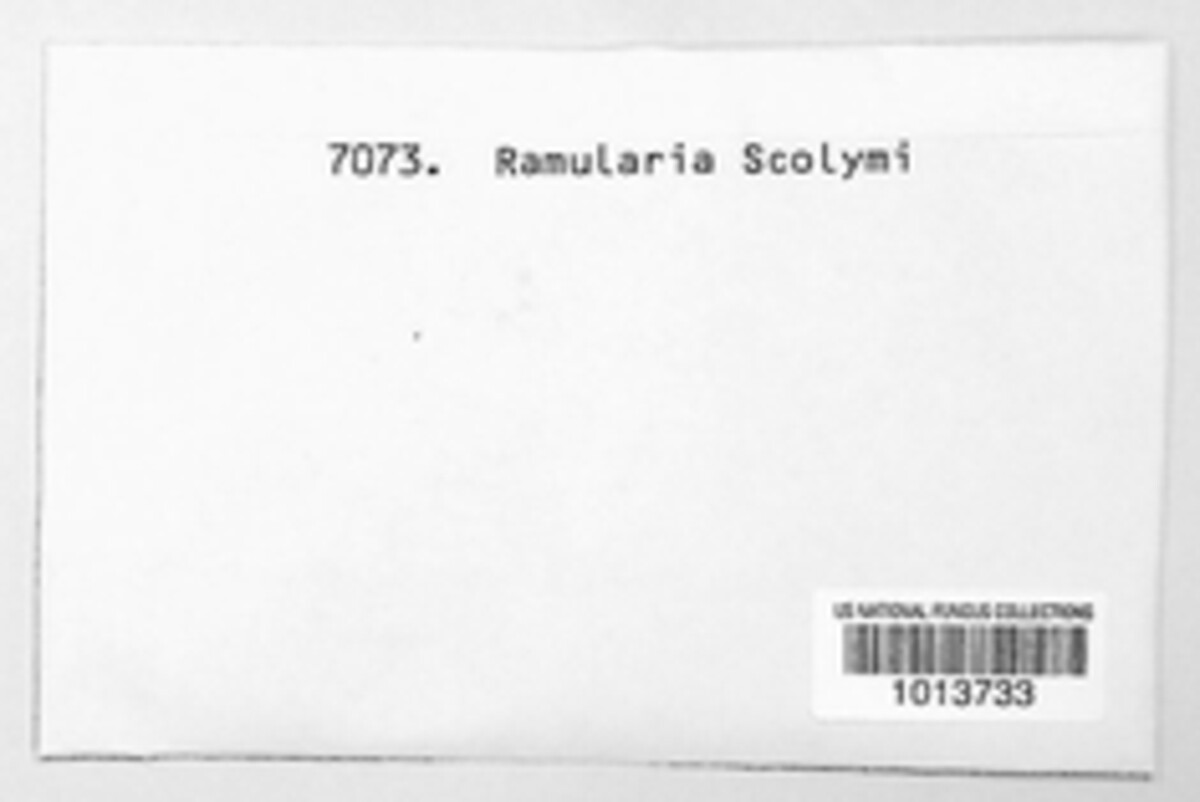 7073. Ramularia Scolymi
US NATIONAL FUNGUS COLLECTIONS
1013733